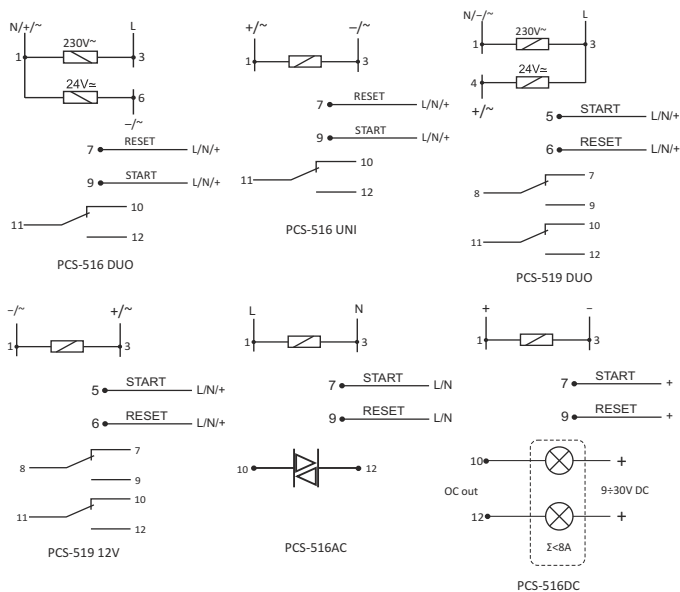 N/+/~ L
230V~
1 3
24V≂
6
−/~
7 RESET L/N/+
9 START L/N/+
10
11
12
PCS-516 DUO
+/~ −/~
1 3
7 RESET L/N/+
9 START L/N/+
10
11
12
PCS-516 UNI
N/−/~ L
230V~
1 3
24V≂
4
+/~
5 START L/N/+
6 RESET L/N/+
7
8
9
10
11
12
PCS-519 DUO
−/~ +/~
1 3
5 START L/N/+
6 RESET L/N/+
7
8
9
10
11
12
PCS-519 12V
L N
1 3
7 START L/N
9 RESET L/N
10 12
PCS-516AC
+ −
1 3
7 START +
9 RESET +
10 +
OC out 9÷30V DC
12 +
Σ<8A
PCS-516DC